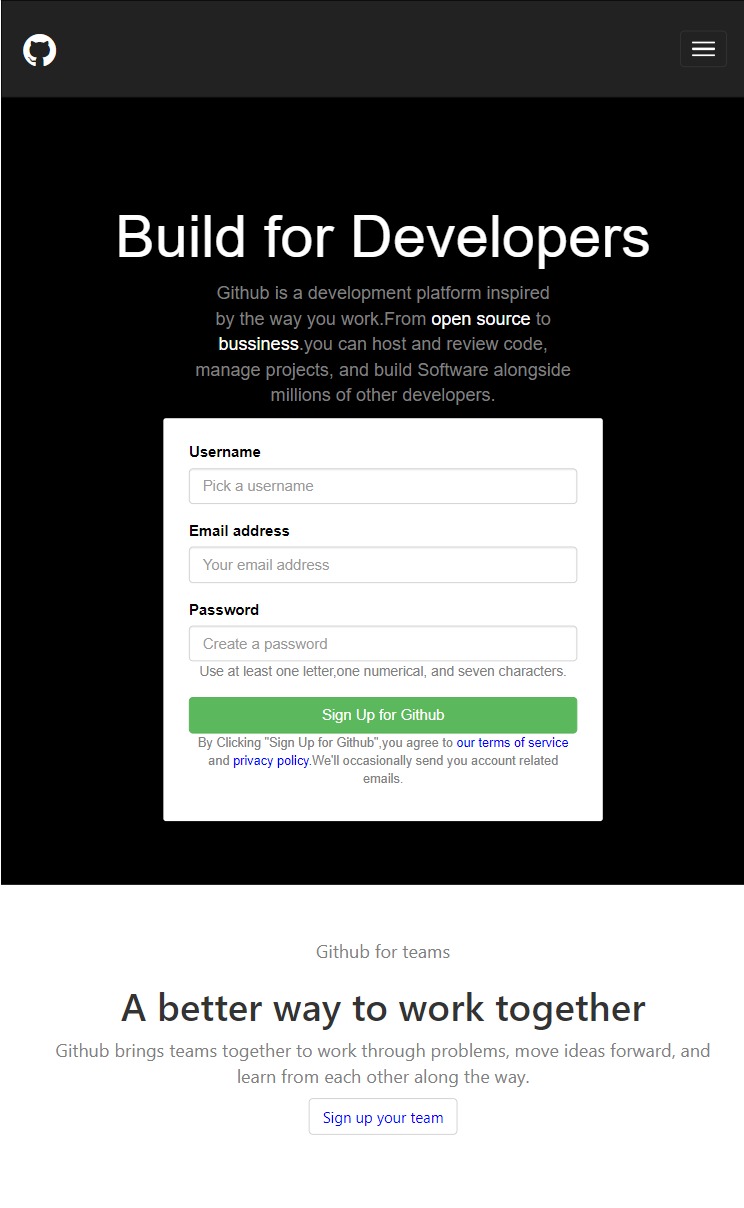 Build for Developers
Github is a development platform inspired
by the way you work.From open source to
bussiness.you can host and review code,
manage projects, and build Software alongside
millions of other developers.
Username
Pick a username
Email address
Your email address
Password
Create a password
Use at least one letter,one numerical, and seven characters.
Sign Up for Github
By Clicking "Sign Up for Github",you agree to our terms of service
and privacy policy.We'll occasionally send you account related
emails.
Github for teams
A better way to work together
Github brings teams together to work through problems, move ideas forward, and
learn from each other along the way.
Sign up your team